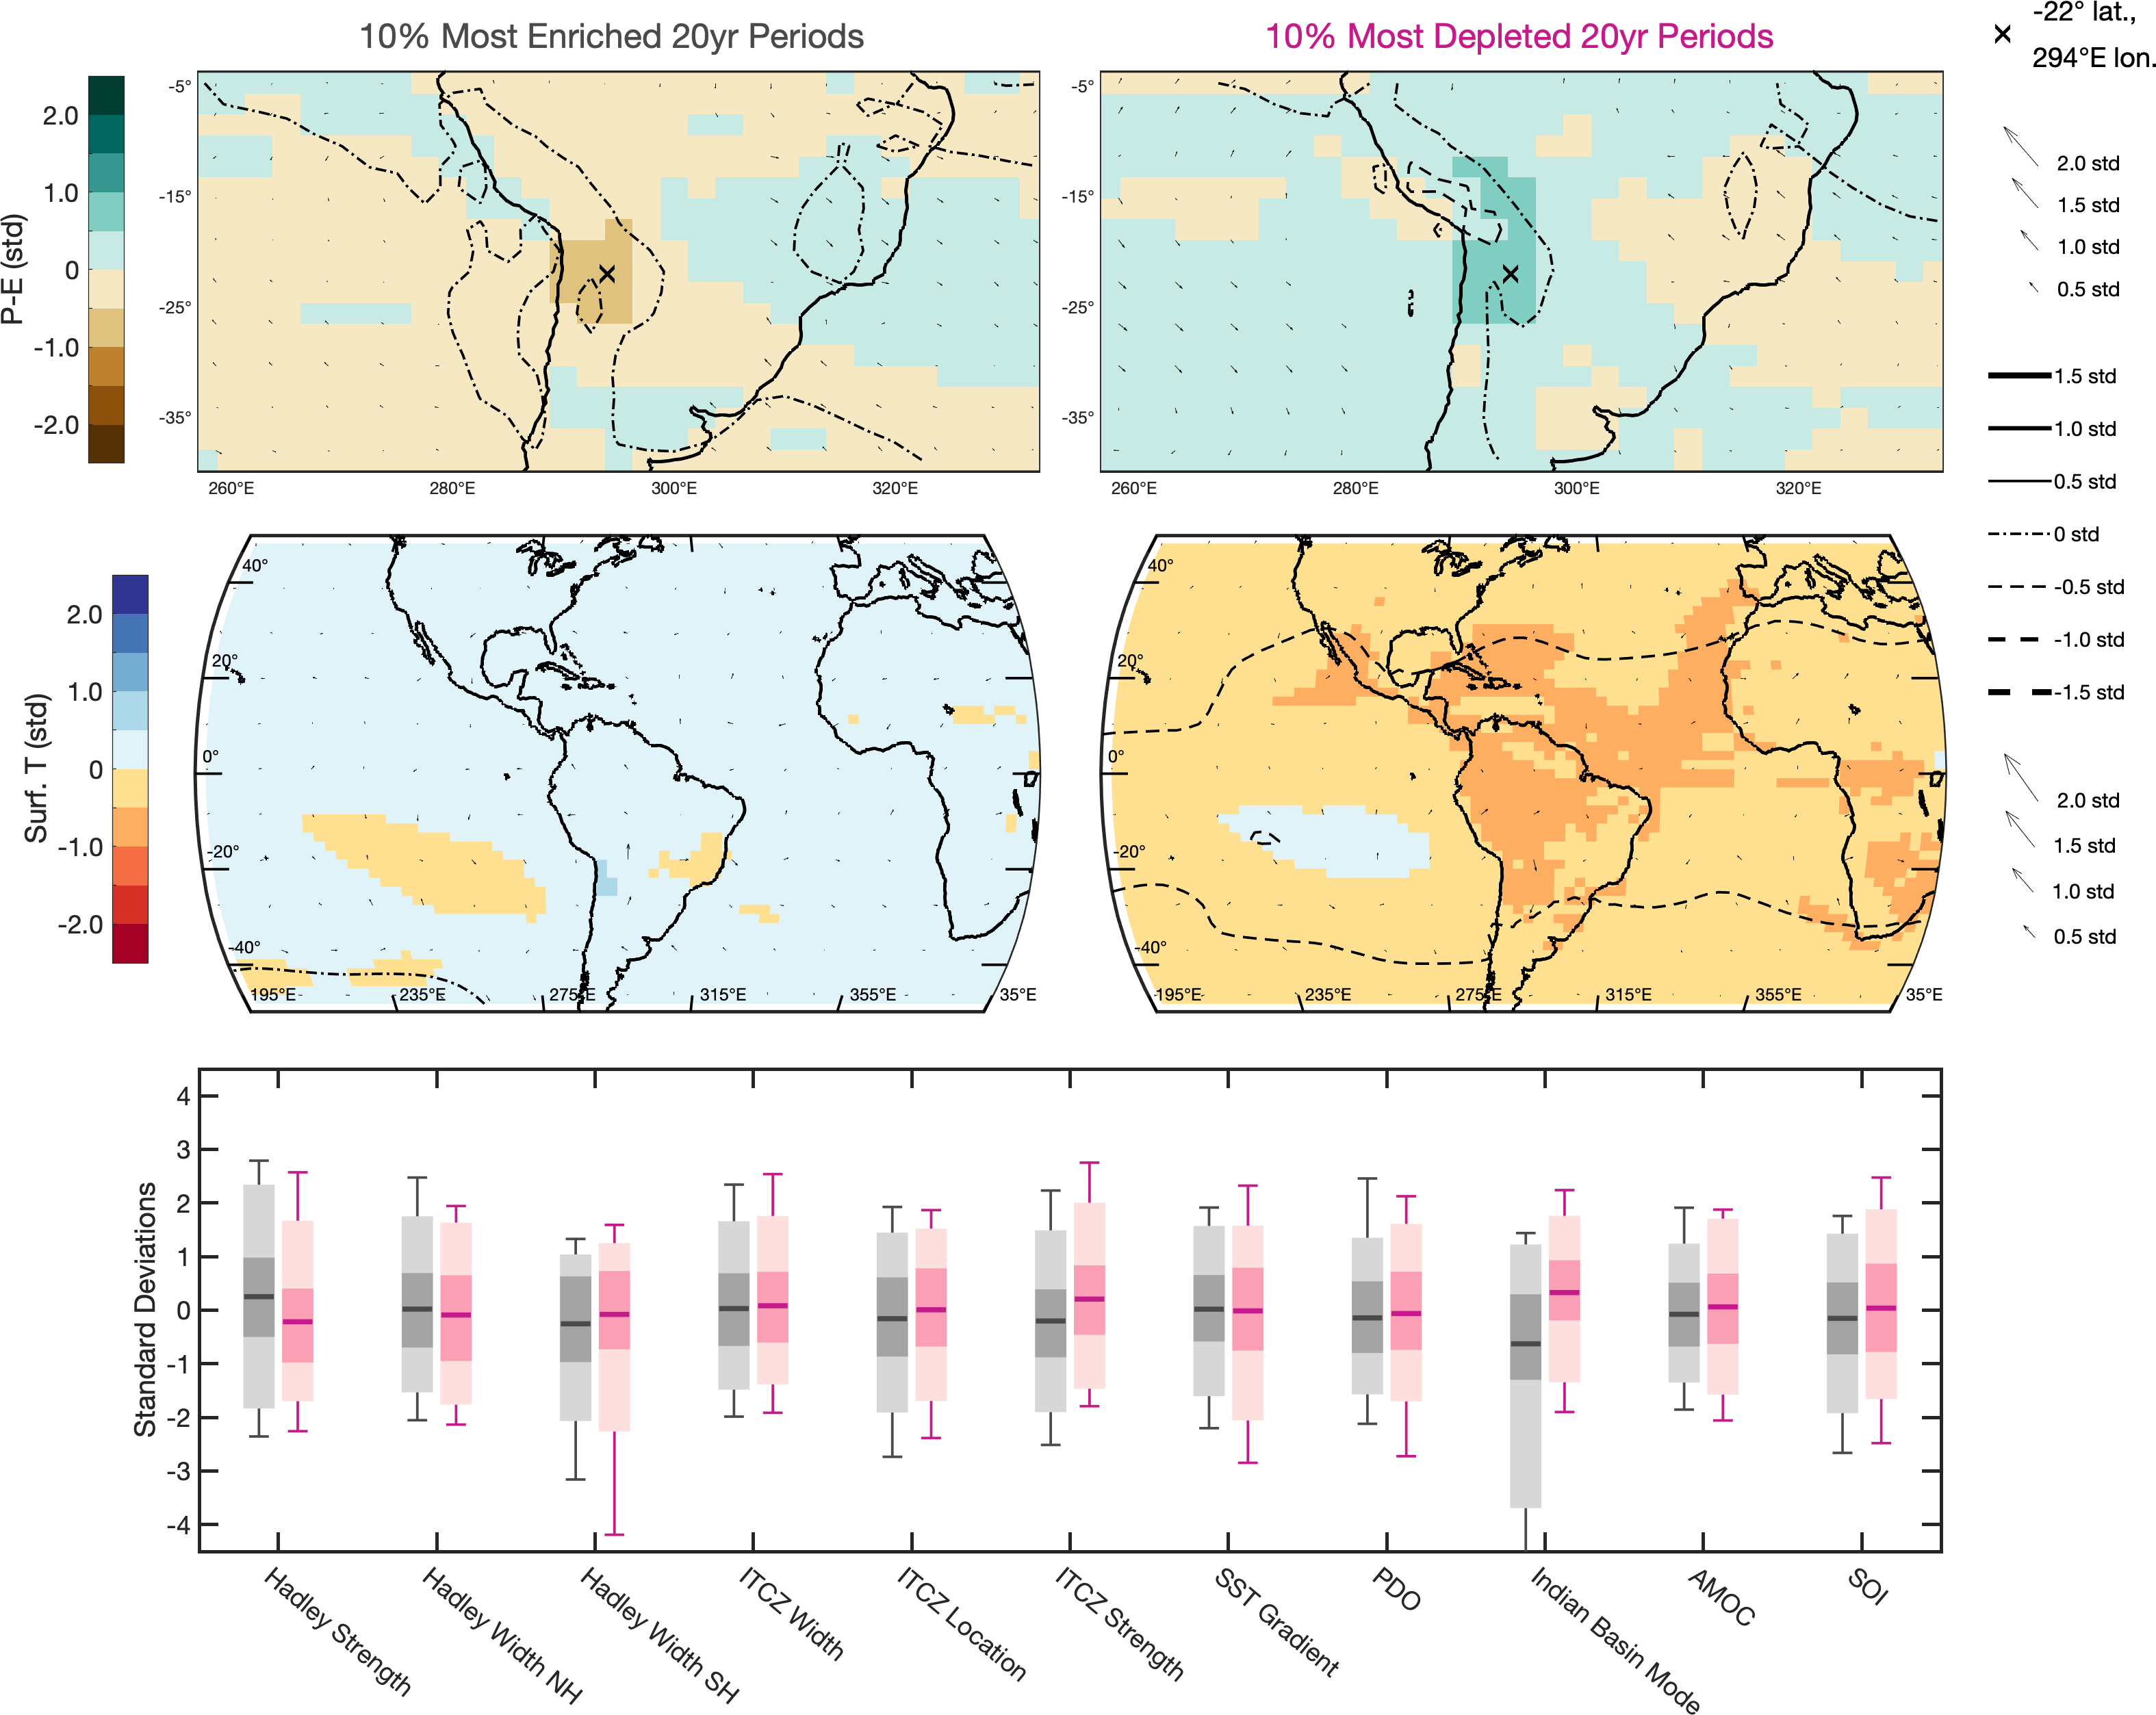 10% Most Enriched 20yr Periods
10% Most Depleted 20yr Periods
-22° lat.,
294°E lon.
P-E (std)
2.0
1.0
0
-1.0
-2.0
-5°
-15°
-25°
-35°
260°E
280°E
300°E
320°E
-5°
-15°
-25°
-35°
260°E
280°E
300°E
320°E
2.0 std
1.5 std
1.0 std
0.5 std
1.5 std
1.0 std
0.5 std
0 std
-0.5 std
-1.0 std
-1.5 std
2.0 std
1.5 std
1.0 std
0.5 std
Surf. T (std)
2.0
1.0
0
-1.0
-2.0
40°
20°
0°
-20°
-40°
195°E
235°E
275°E
315°E
355°E
35°E
40°
20°
0°
-20°
-40°
195°E
235°E
275°E
315°E
355°E
35°E
Standard Deviations
4
3
2
1
0
-1
-2
-3
-4
Hadley Strength
Hadley Width NH
Hadley Width SH
ITCZ Width
ITCZ Location
ITCZ Strength
SST Gradient
PDO
Indian Basin Mode
AMOC
SOI